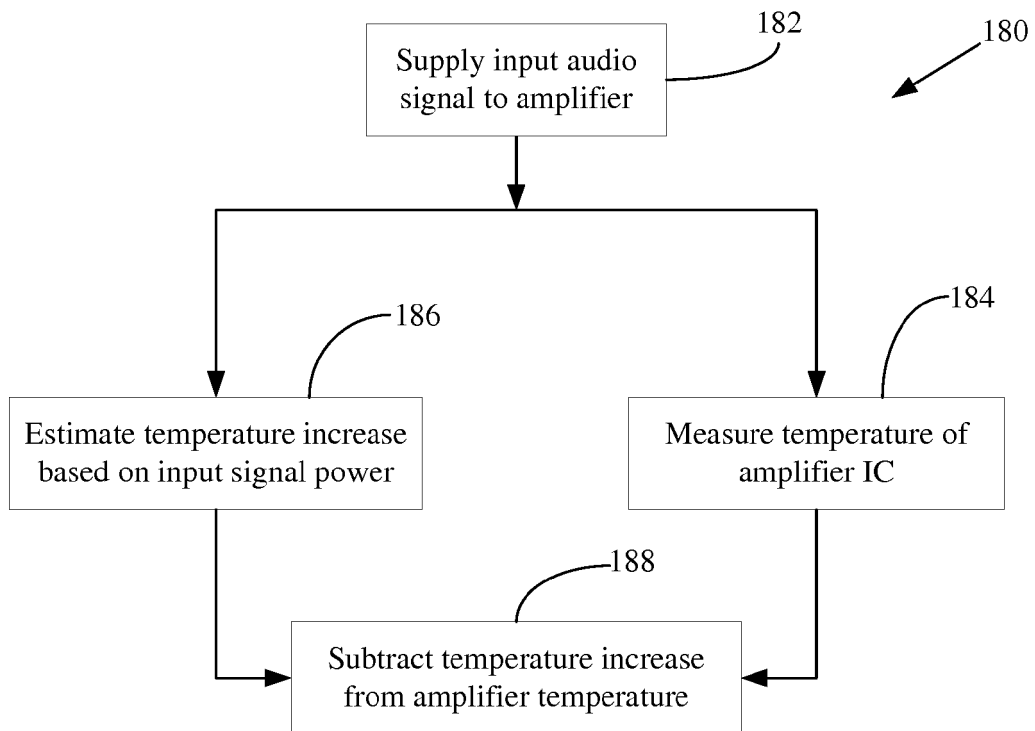 182
180
Supply input audio
signal to amplifier
186
184
Estimate temperature increase
based on input signal power
Measure temperature of
amplifier IC
188
Subtract temperature increase
from amplifier temperature